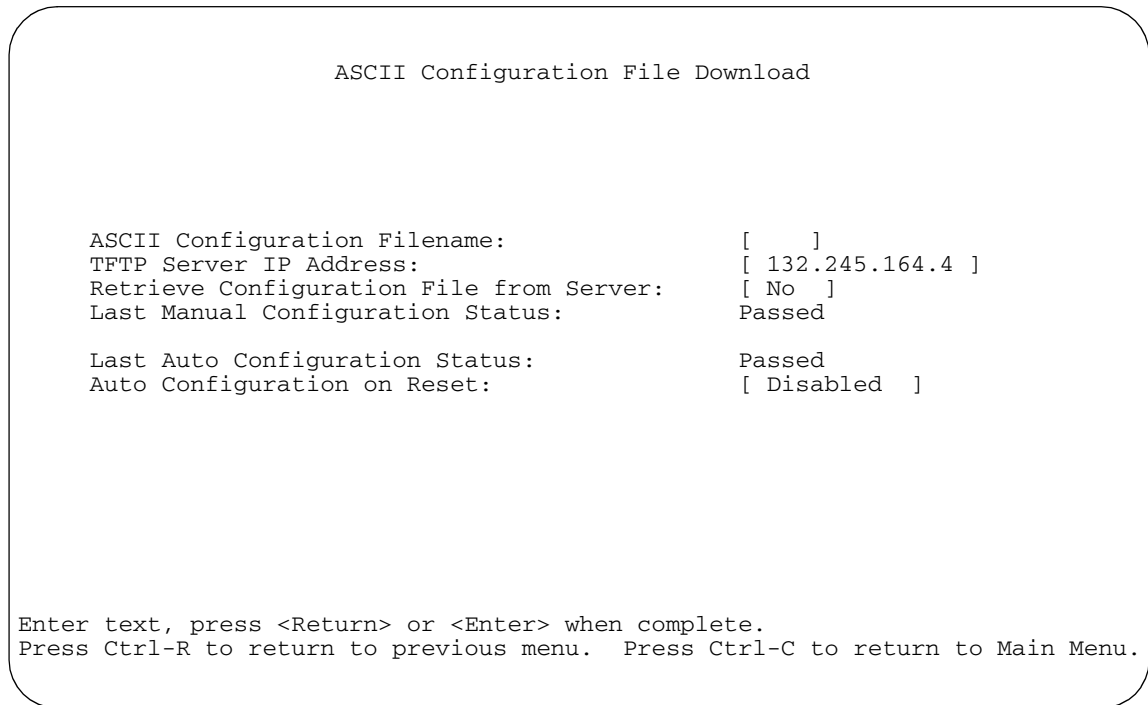 ASCII Configuration File Download
ASCII Configuration Filename: [ ]
TFTP Server IP Address: [ 132.245.164.4 ]
Retrieve Configuration File from Server: [ No ]
Last Manual Configuration Status: Passed
Last Auto Configuration Status: Passed
Auto Configuration on Reset: [ Disabled ]
Enter text, press <Return> or <Enter> when complete.
Press Ctrl-R to return to previous menu. Press Ctrl-C to return to Main Menu.